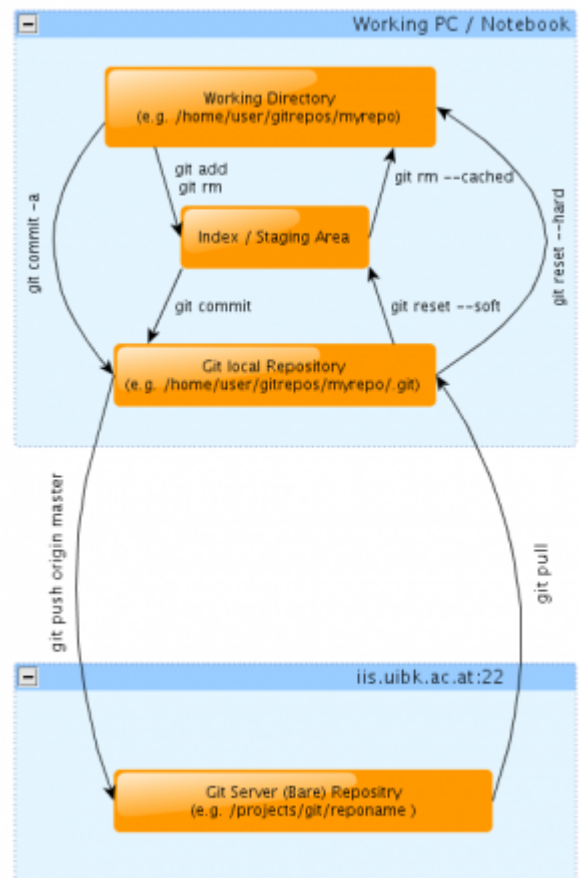 Working PC / Notebook
Working Directory
(e.g. /home/user/gitrepos/myrepo)
git add
git rm
git rm --cached
git commit -a
Index / Staging Area
git reset --hard
git commit
git reset --soft
Git local Repository
(e.g. /home/user/gitrepos/myrepo/.git)
git push origin master
git pull
iis.uibk.ac.at:22
Git Server (Bare) Repositry
(e.g. /projects/git/reponame )